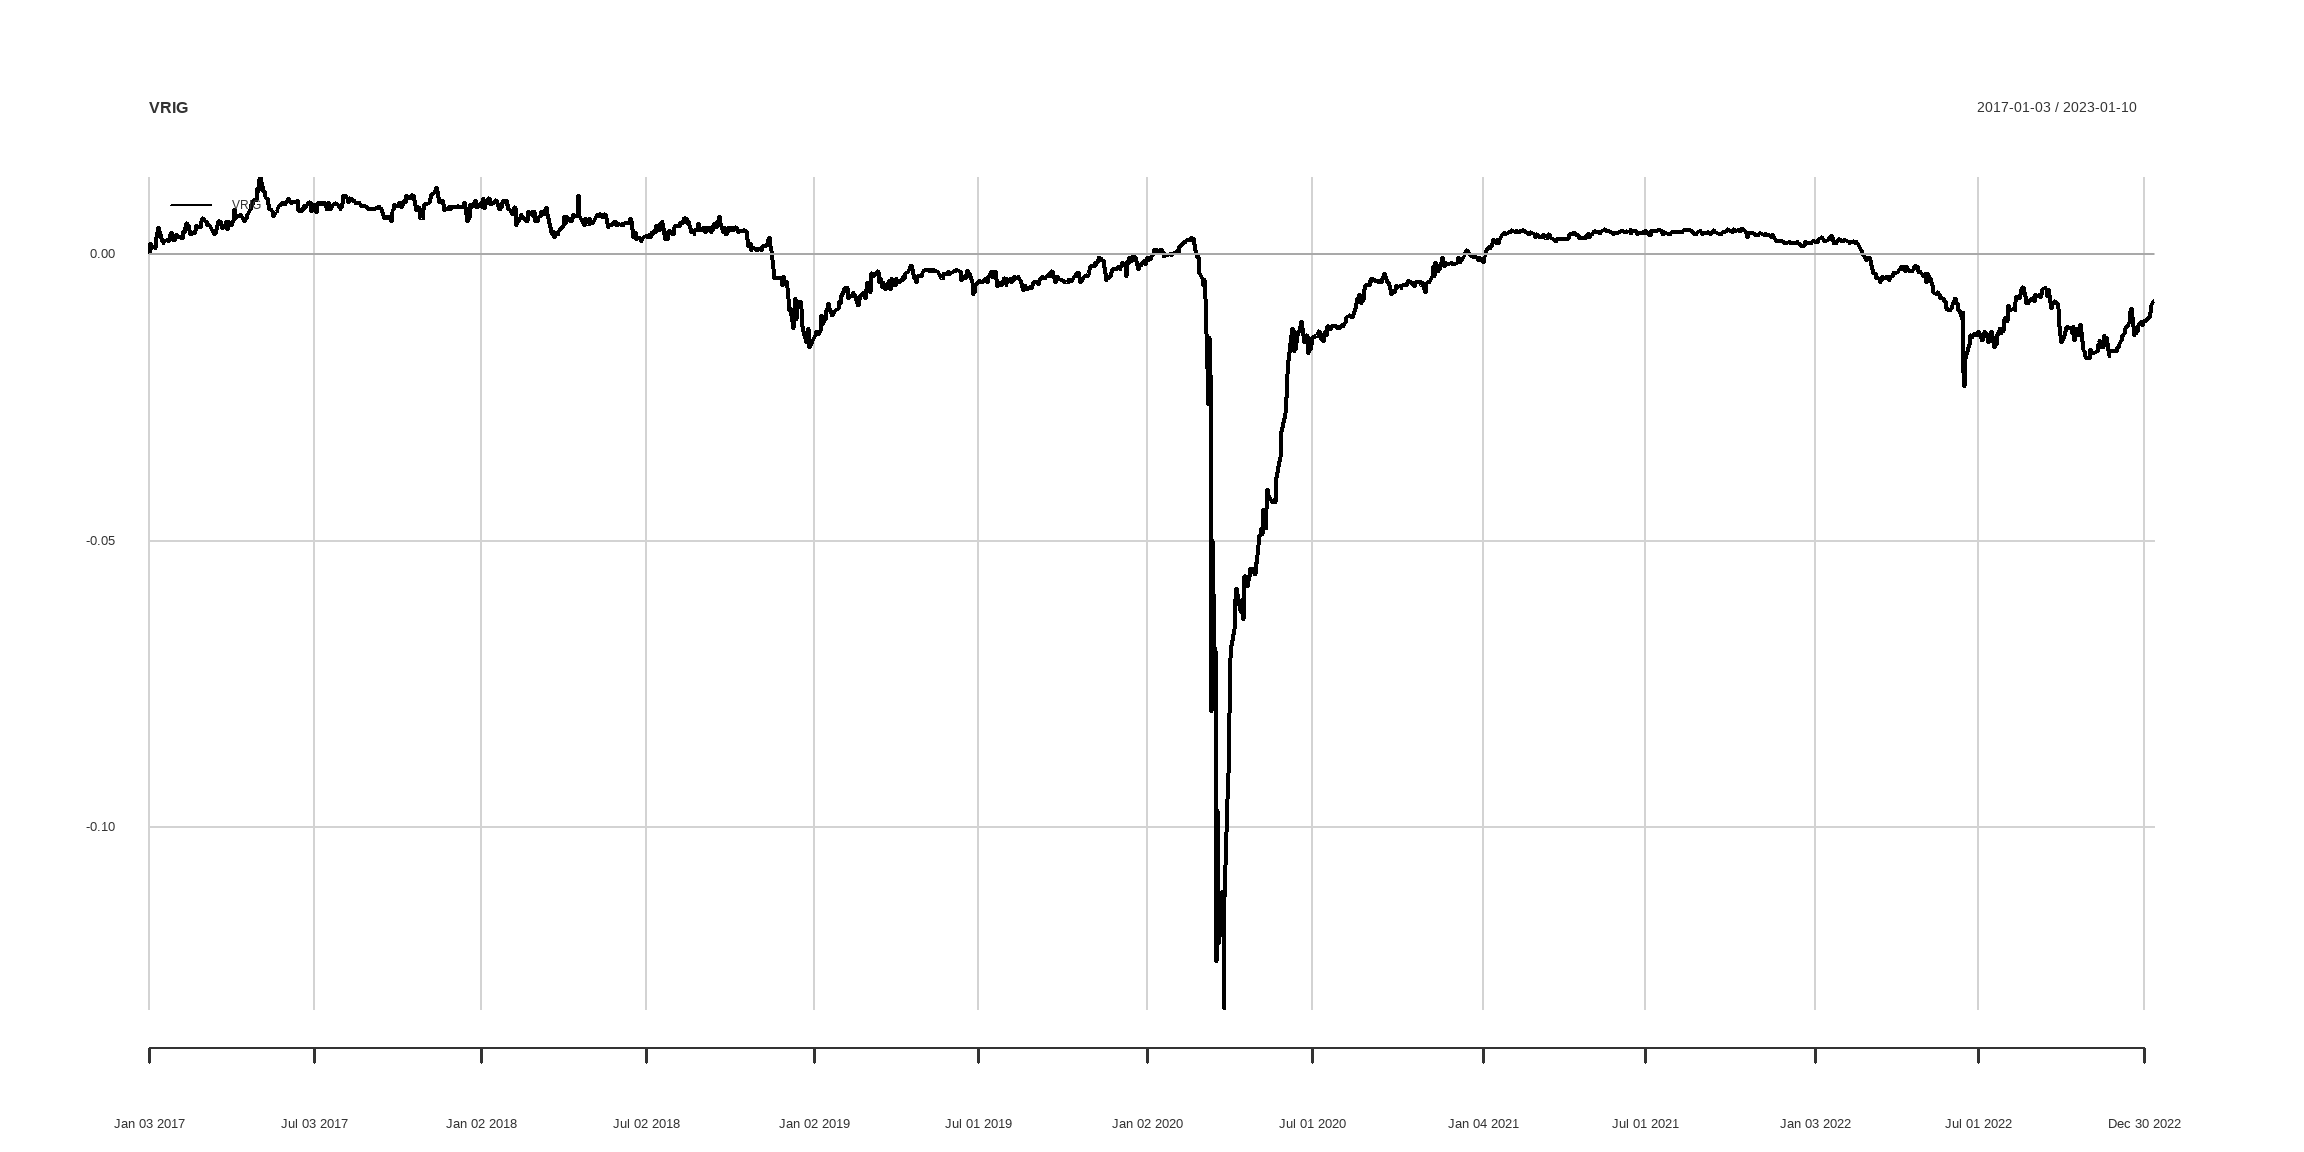 VRIG
2017-01-03 / 2023-01-10
VRIG
0.00
-0.05
-0.10
Jan 03 2017
Jul 03 2017
Jan 02 2018
Jul 02 2018
Jan 02 2019
Jul 01 2019
Jan 02 2020
Jul 01 2020
Jan 04 2021
Jul 01 2021
Jan 03 2022
Jul 01 2022
Dec 30 2022